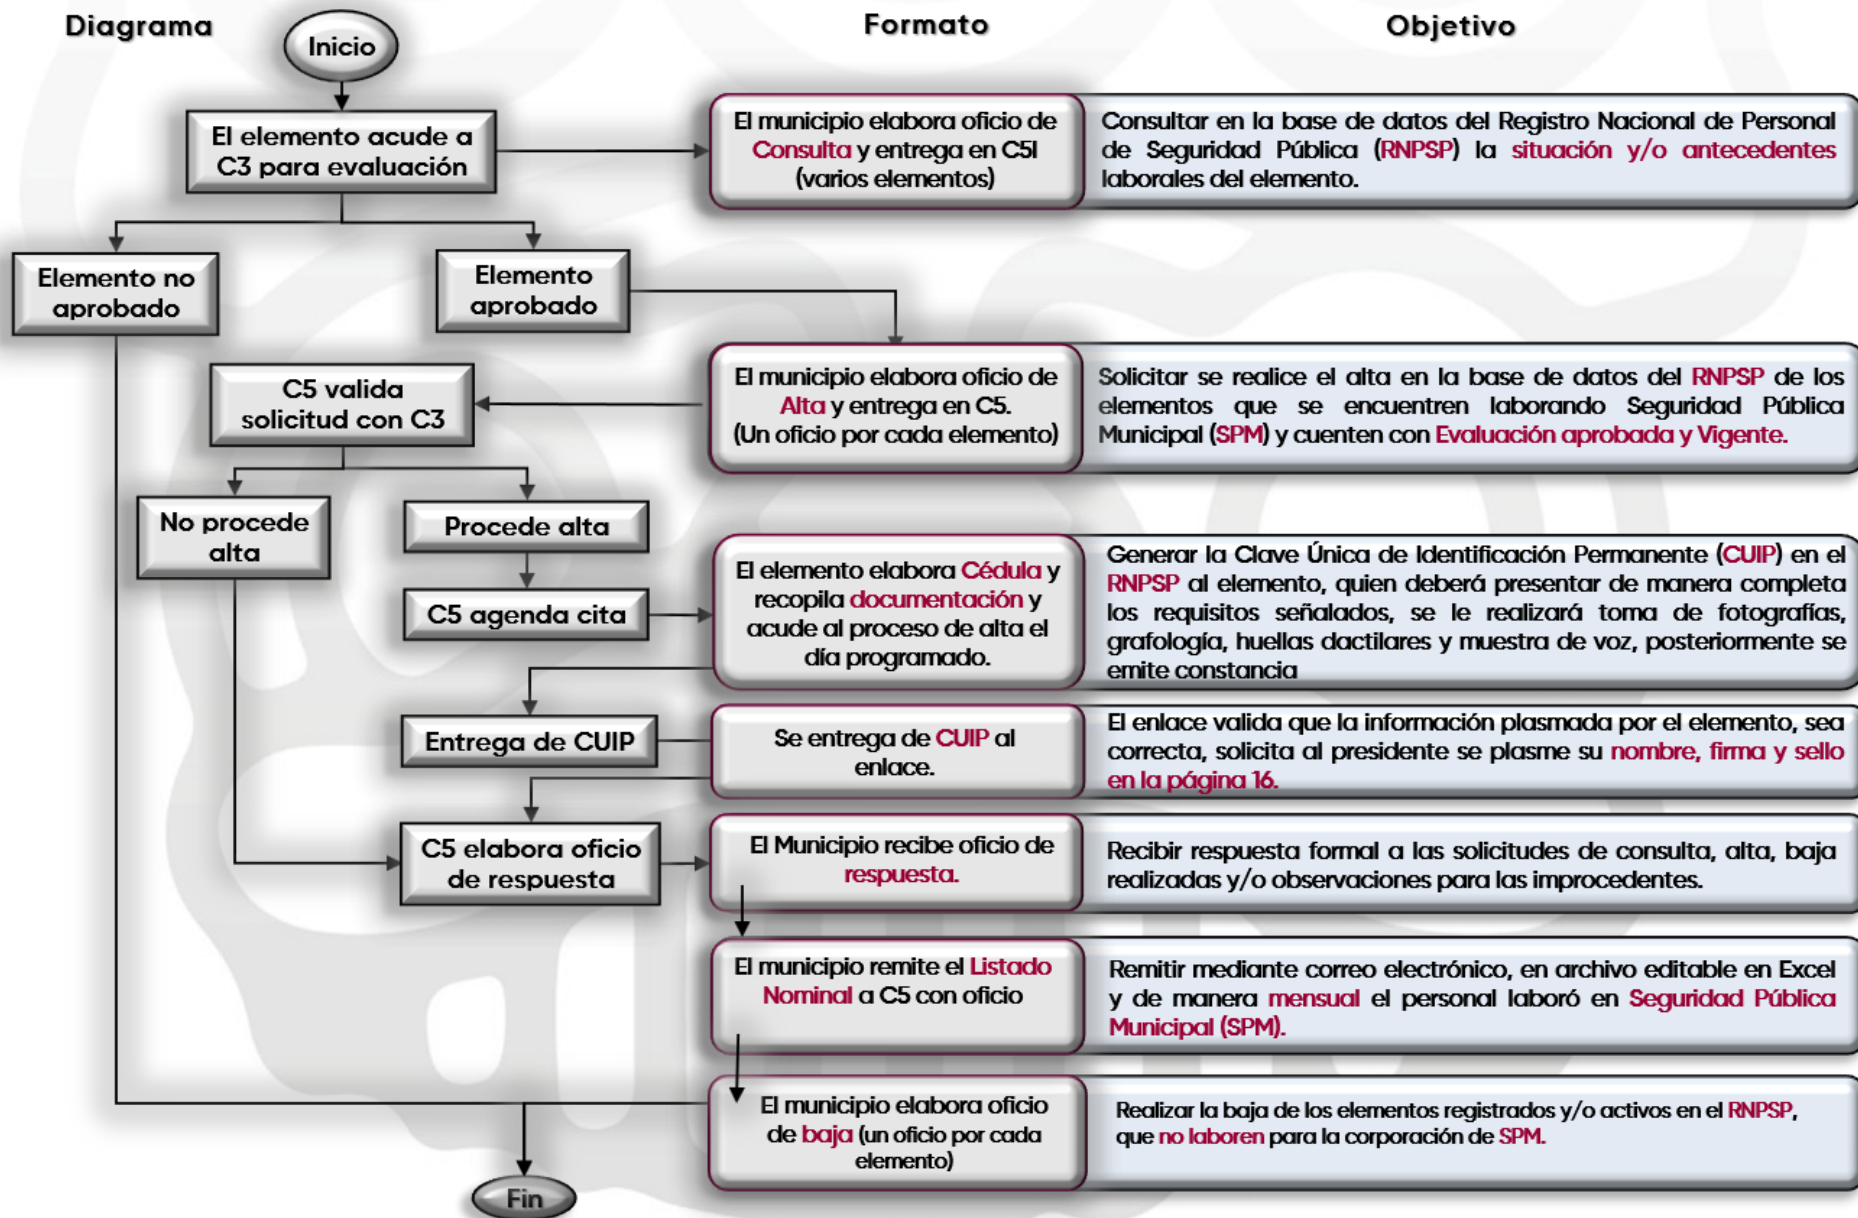 Diagrama
Formato
Objetivo
Inicio
El elemento acude a
C3 para evaluación
El municipio elabora oficio de
Consulta y entrega en C5I
(varios elementos)
Consultar en la base de datos del Registro Nacional de Personal
de Seguridad Pública (RNPSP) la situación y/o antecedentes
laborales del elemento.
Elemento no
aprobado
Elemento
aprobado
C5 valida
solicitud con C3
El municipio elabora oficio de
Alta y entrega en C5.
(Un oficio por cada elemento)
Solicitar se realice el alta en la base de datos del RNPSP de los
elementos que se encuentren laborando Seguridad Pública
Municipal (SPM) y cuenten con Evaluación aprobada y Vigente.
No procede
alta
Procede alta
C5 agenda cita
El elemento elabora Cédula y
recopila documentación y
acude al proceso de alta el
día programado.
Generar la Clave Única de Identificación Permanente (CUIP) en el
RNPSP al elemento, quien deberá presentar de manera completa
los requisitos señalados, se le realizará toma de fotografías,
grafología, huellas dactilares y muestra de voz, posteriormente se
emite constancia
Entrega de CUIP
Se entrega de CUIP al
enlace.
El enlace valida que la información plasmada por el elemento, sea
correcta, solicita al presidente se plasme su nombre, firma y sello
en la página 16.
C5 elabora oficio
de respuesta
El Municipio recibe oficio de
respuesta.
Recibir respuesta formal a las solicitudes de consulta, alta, baja
realizadas y/o observaciones para las improcedentes.
El municipio remite el Listado
Nominal a C5 con oficio
Remitir mediante correo electrónico, en archivo editable en Excel
y de manera mensual el personal laboró en Seguridad Pública
Municipal (SPM).
El municipio elabora oficio
de baja (un oficio por cada
elemento)
Realizar la baja de los elementos registrados y/o activos en el RNPSP,
que no laboren para la corporación de SPM.
Fin